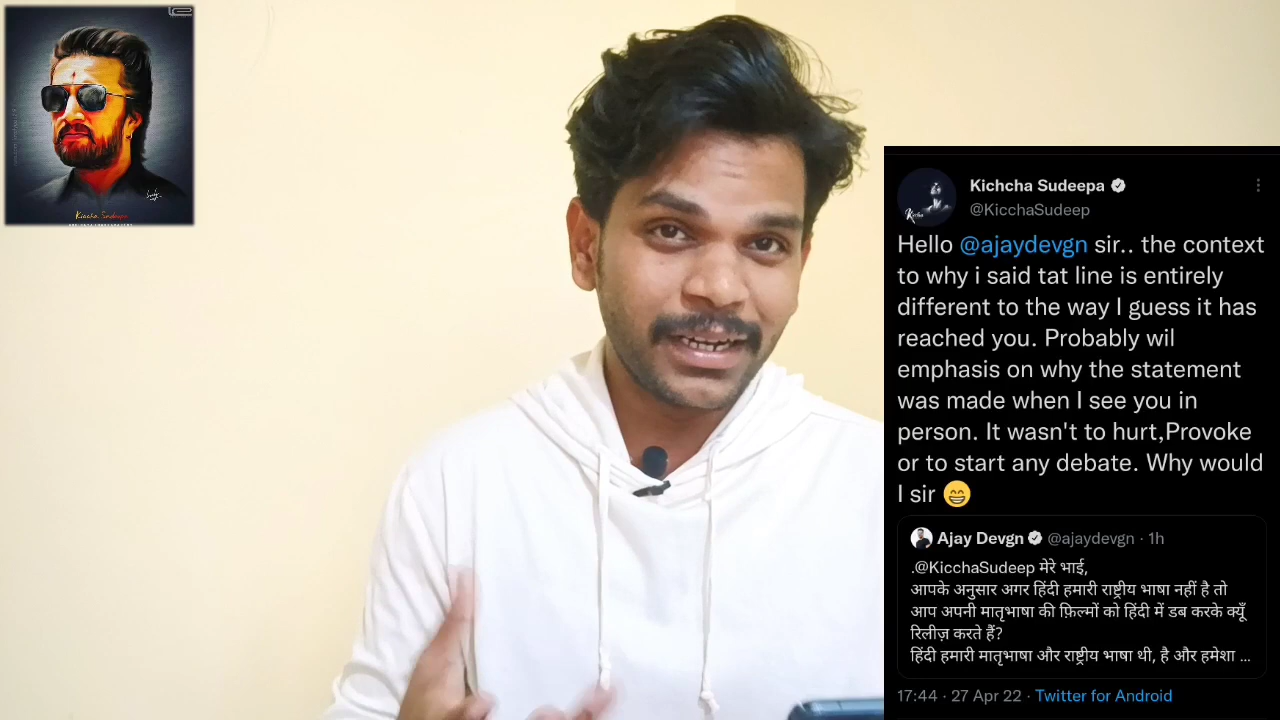 Kiccha Sudeepa
Kichcha Sudeepa
@KicchaSudeep
Kiccha
Hello @ajaydevgn sir.. the context
to why i said tat line is entirely
different to the way I guess it has
reached you. Probably wil
emphasis on why the statement
was made when I see you in
person. It wasn't to hurt,Provoke
or to start any debate. Why would
I sir 😁
Ajay Devgn @ajaydevgn · 1h
.@KicchaSudeep मेरे भाई,
आपके अनुसार अगर हिंदी हमारी राष्ट्रीय भाषा नहीं है तो
आप अपनी मातृभाषा की फ़िल्मों को हिंदी में डब करके क्यूँ
रिलीज़ करते हैं?
हिंदी हमारी मातृभाषा और राष्ट्रीय भाषा थी, है और हमेशा ...
17:44 · 27 Apr 22 · Twitter for Android